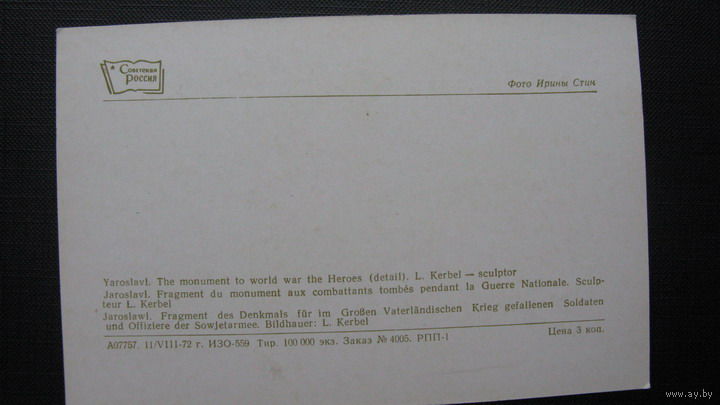 Советская
Россия
Фото Ирины Стин
Yaroslavl. The monument to world war the Heroes (detail). L. Kerbel — sculptor
Jaroslavl. Fragment du monument aux combattants tombés pendant la Guerre Nationale. Sculp-
teur L. Kerbel
Jaroslawl. Fragment des Denkmals für im Großen Vaterländischen Krieg gefallenen Soldaten
und Offiziere der Sowjetarmee. Bildhauer: L. Kerbel
А07757. 11/VIII-72 г. ИЗО-559 Тир. 100 000 экз. Заказ № 4005. РПП-1
Цена 3 коп.
www.ay.by